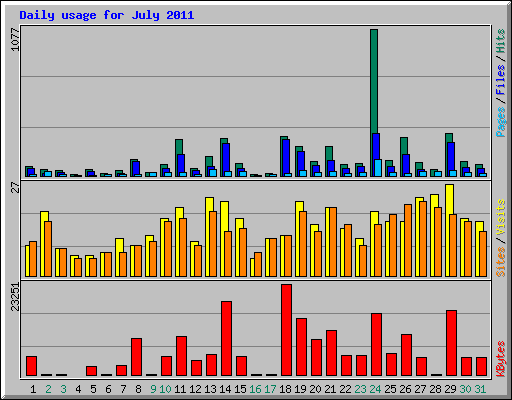 Daily usage for July 2011
1077
27
23251
Pages / Files / Hits
Sites / Visits
KBytes
1 2 3 4 5 6 7 8 9 10 11 12 13 14 15 16 17 18 19 20 21 22 23 24 25 26 27 28 29 30 31